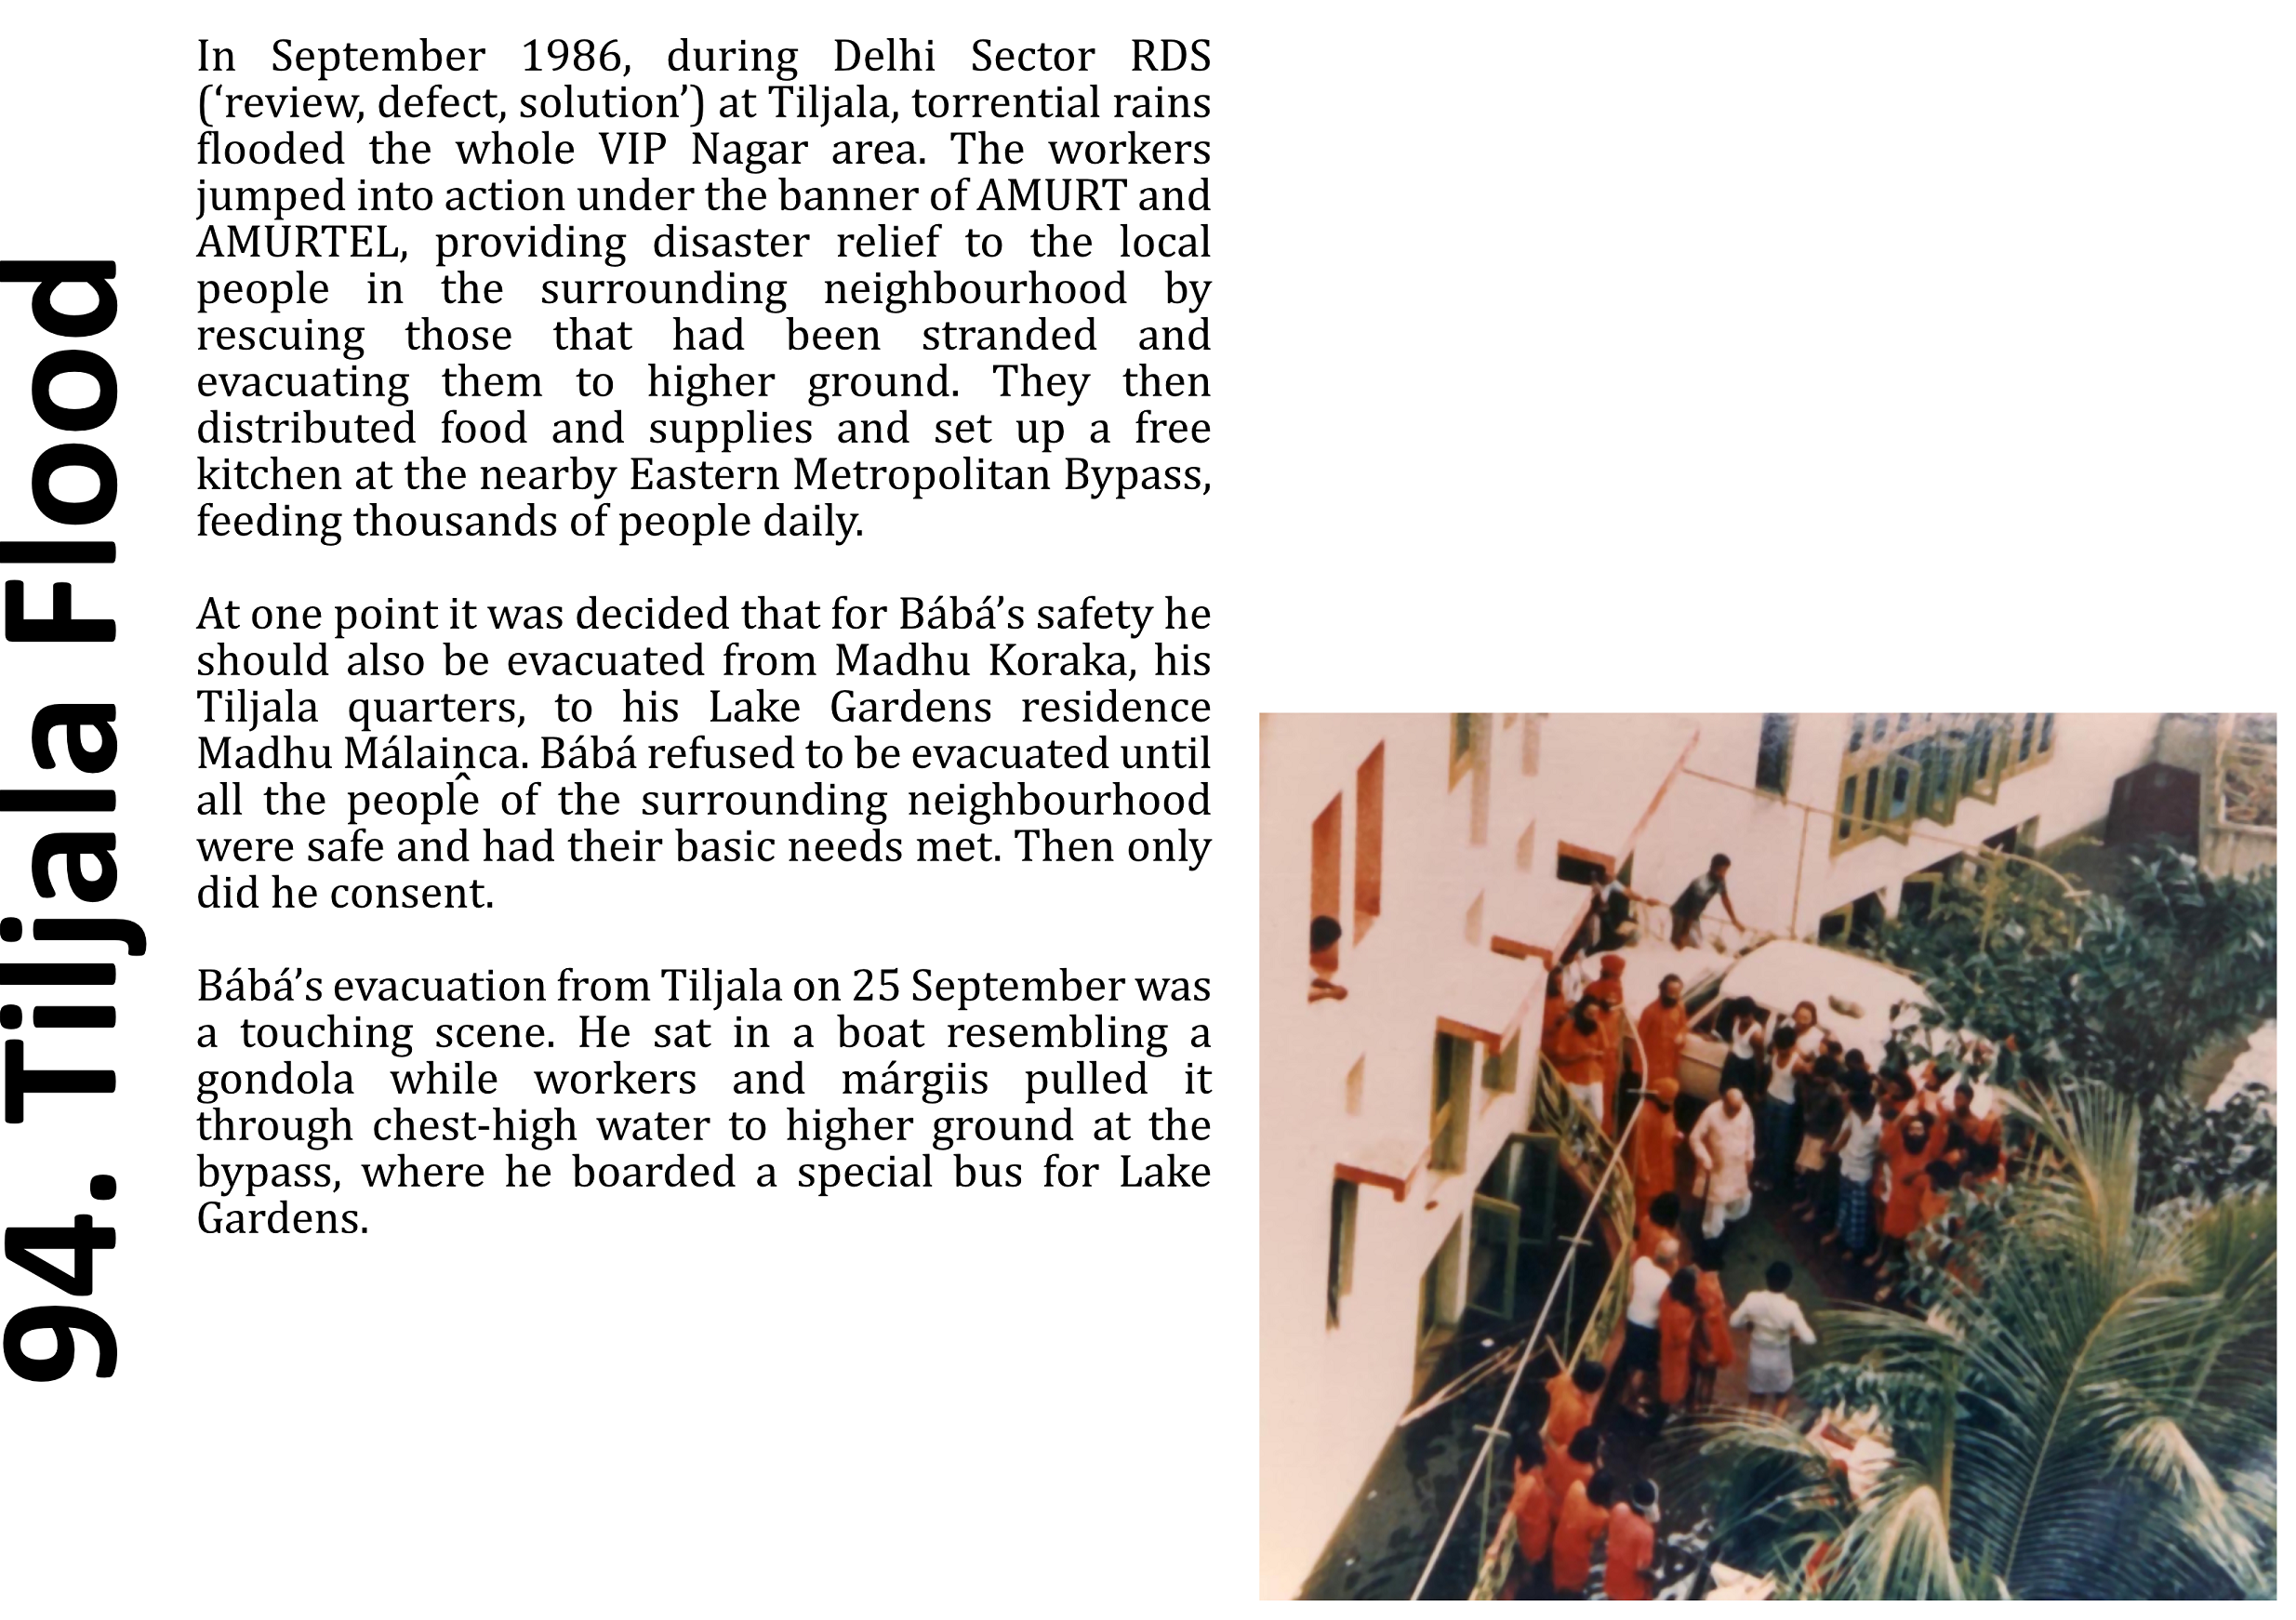 94. Tiljala Flood
In September 1986, during Delhi Sector RDS
(‘review, defect, solution’) at Tiljala, torrential rains
flooded the whole VIP Nagar area. The workers
jumped into action under the banner of AMURT and
AMURTEL, providing disaster relief to the local
people in the surrounding neighbourhood by
rescuing those that had been stranded and
evacuating them to higher ground. They then
distributed food and supplies and set up a free
kitchen at the nearby Eastern Metropolitan Bypass,
feeding thousands of people daily.
At one point it was decided that for Bábá’s safety he
should also be evacuated from Madhu Koraka, his
Tiljala quarters, to his Lake Gardens residence
Madhu Málaiṋca. Bábá refused to be evacuated until
all the people of the surrounding neighbourhood
were safe and had their basic needs met. Then only
did he consent.
Bábá’s evacuation from Tiljala on 25 September was
a touching scene. He sat in a boat resembling a
gondola while workers and márgiis pulled it
through chest-high water to higher ground at the
bypass, where he boarded a special bus for Lake
Gardens.